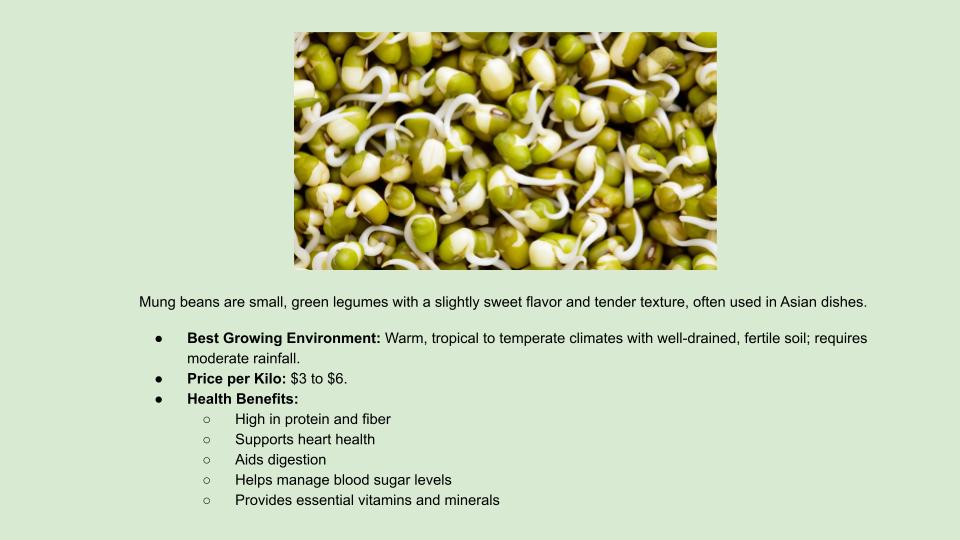 Mung beans are small, green legumes with a slightly sweet flavor and tender texture, often used in Asian dishes.
● Best Growing Environment: Warm, tropical to temperate climates with well-drained, fertile soil; requires
moderate rainfall.
● Price per Kilo: $3 to $6.
● Health Benefits:
○ High in protein and fiber
○ Supports heart health
○ Aids digestion
○ Helps manage blood sugar levels
○ Provides essential vitamins and minerals